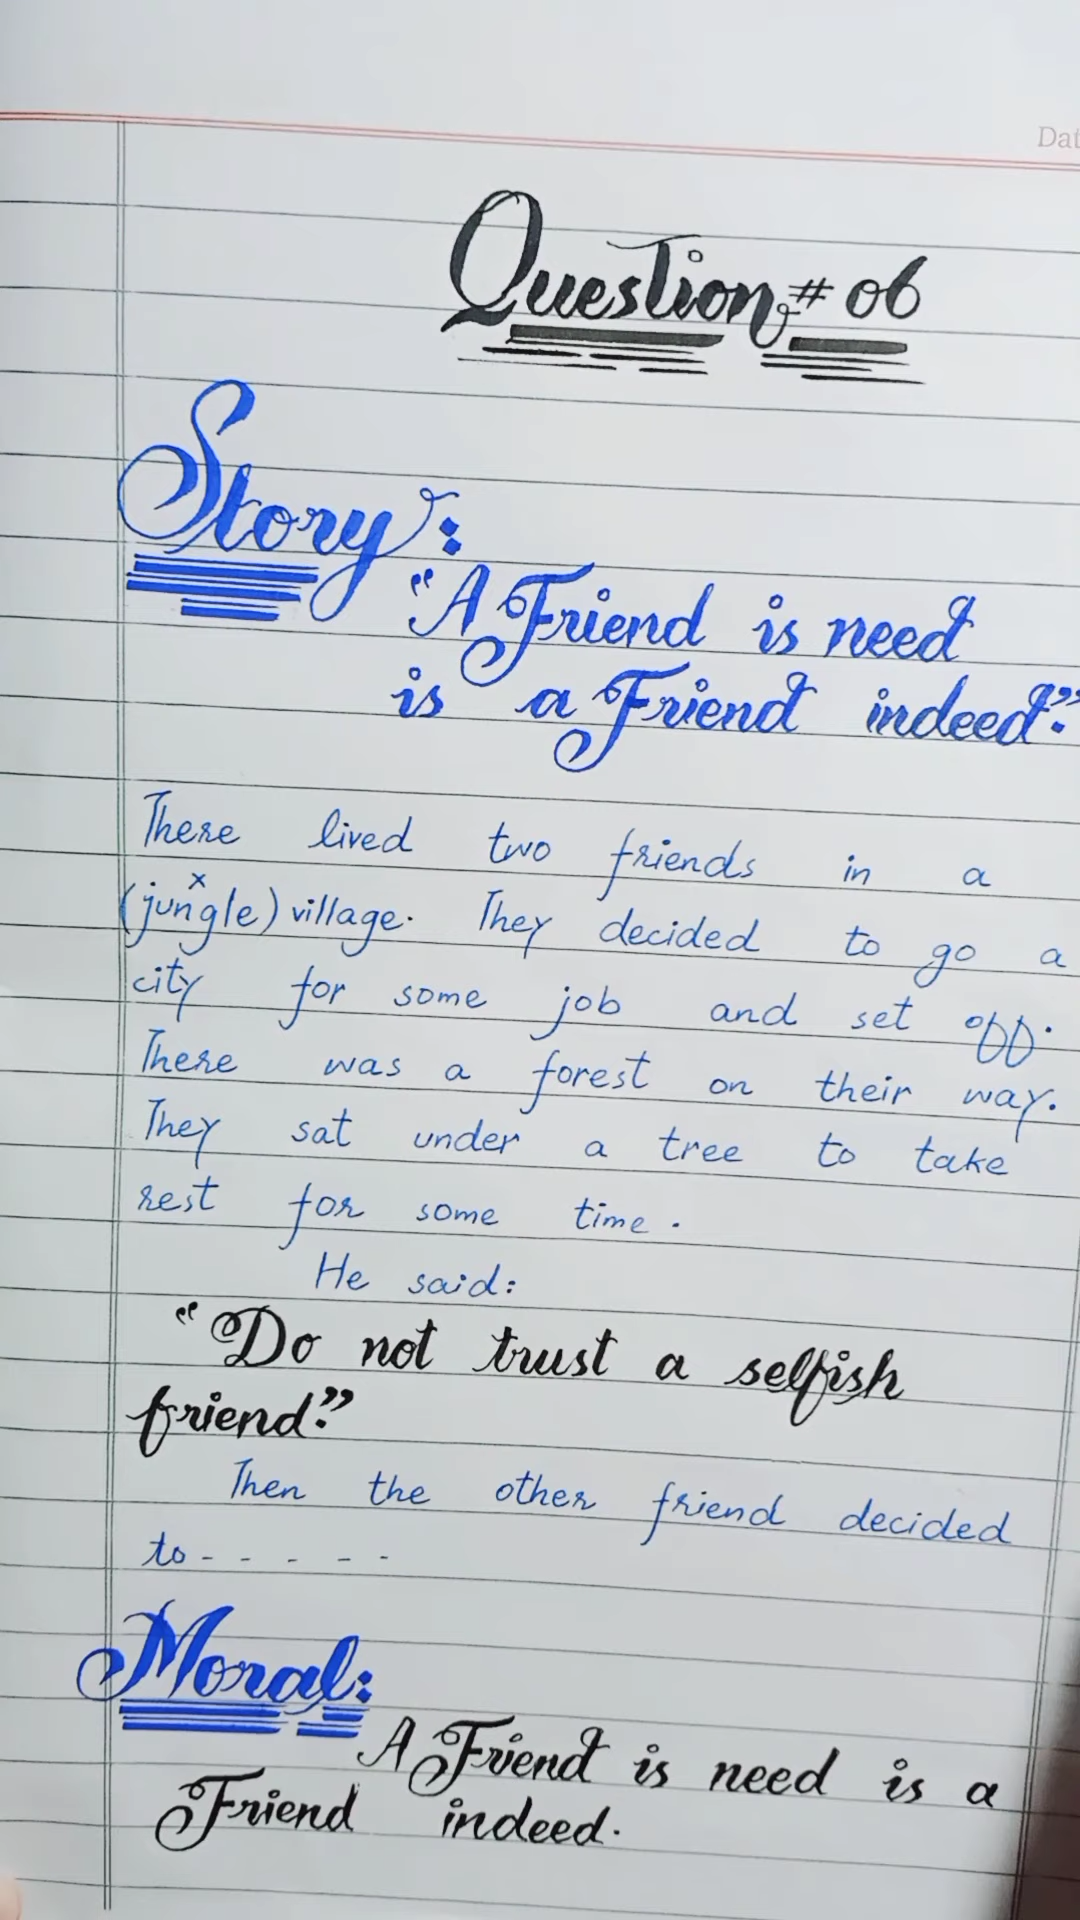 Dat
Question # 06
Story:
"A Friend is need
is a Friend indeed."
There lived two friends in a
x
(jungle) village. They decided to go a
city for some job and set off.
There was a forest on their way.
They sat under a tree to take
rest for some time.
He said:
"Do not trust a selfish
friend."
Then the other friend decided
to - - - - -
Moral:
A Friend is need is a
Friend indeed.